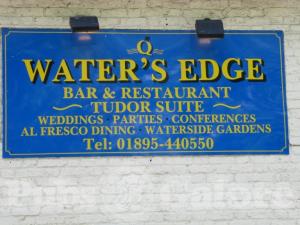 Q
WATER'S EDGE
BAR & RESTAURANT
~ TUDOR SUITE ~
WEDDINGS · PARTIES · CONFERENCES
AL FRESCO DINING · WATERSIDE GARDENS
Tel: 01895-440550